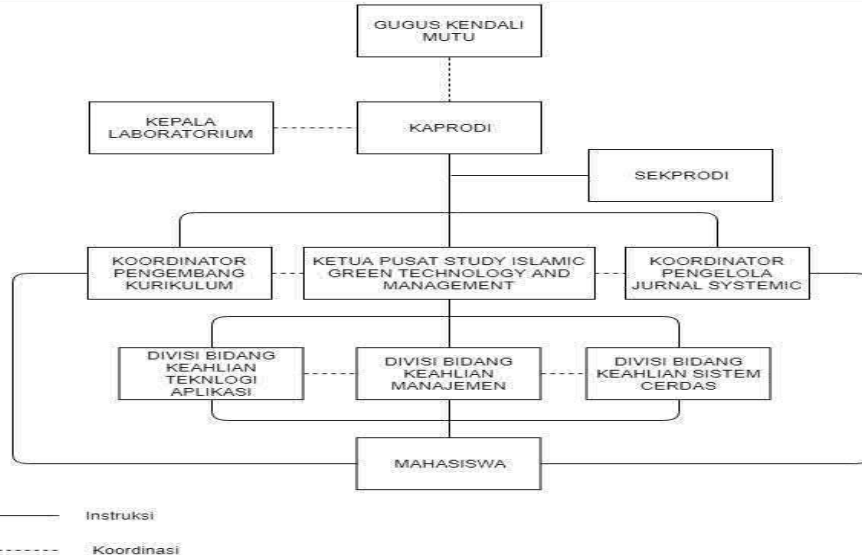 GUGUS KENDALI
MUTU
KEPALA
LABORATORIUM
KAPRODI
SEKPRODI
KOORDINATOR
PENGEMBANG
KURIKULUM
KETUA PUSAT STUDY ISLAMIC
GREEN TECHNOLOGY AND
MANAGEMENT
KOORDINATOR
PENGELOLA
JURNAL SYSTEMIC
DIVISI BIDANG
KEAHLIAN
TEKNLOGI
APLIKASI
DIVISI BIDANG
KEAHLIAN
MANAJEMEN
DIVISI BIDANG
KEAHLIAN SISTEM
CERDAS
MAHASISWA
Instruksi
Koordinasi